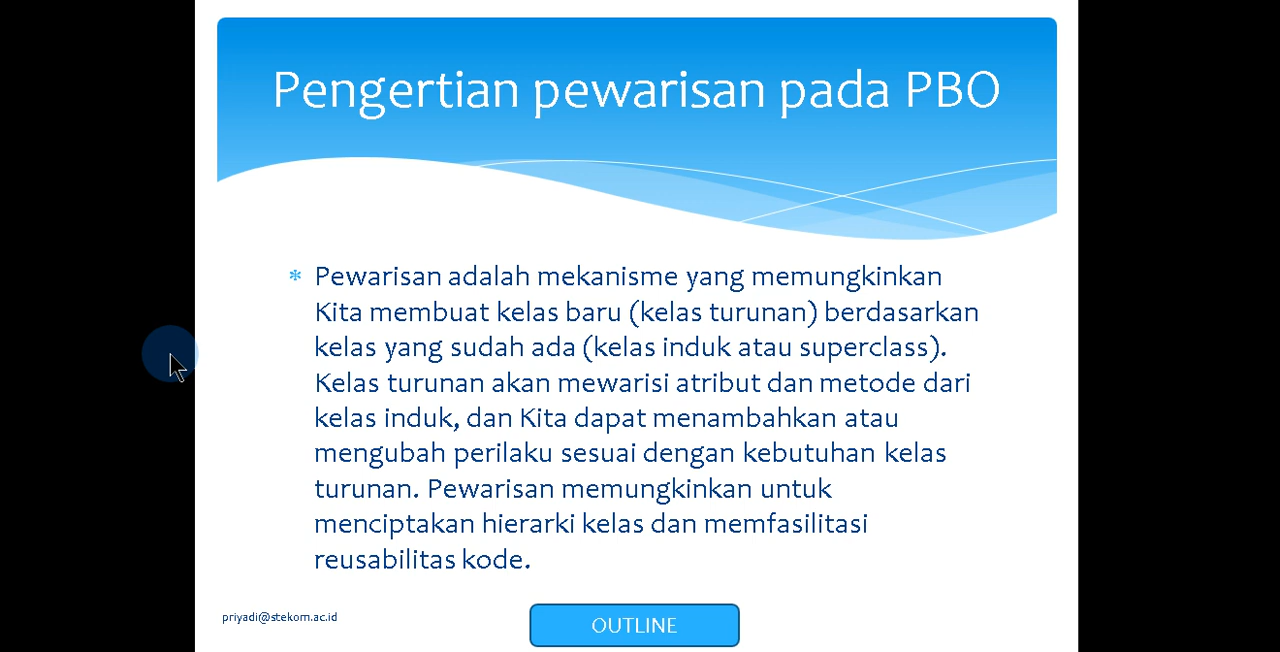 Pengertian pewarisan pada PBO
* Pewarisan adalah mekanisme yang memungkinkan
Kita membuat kelas baru (kelas turunan) berdasarkan
kelas yang sudah ada (kelas induk atau superclass).
Kelas turunan akan mewarisi atribut dan metode dari
kelas induk, dan Kita dapat menambahkan atau
mengubah perilaku sesuai dengan kebutuhan kelas
turunan. Pewarisan memungkinkan untuk
menciptakan hierarki kelas dan memfasilitasi
reusabilitas kode.
priyadi@stekom.ac.id
OUTLINE